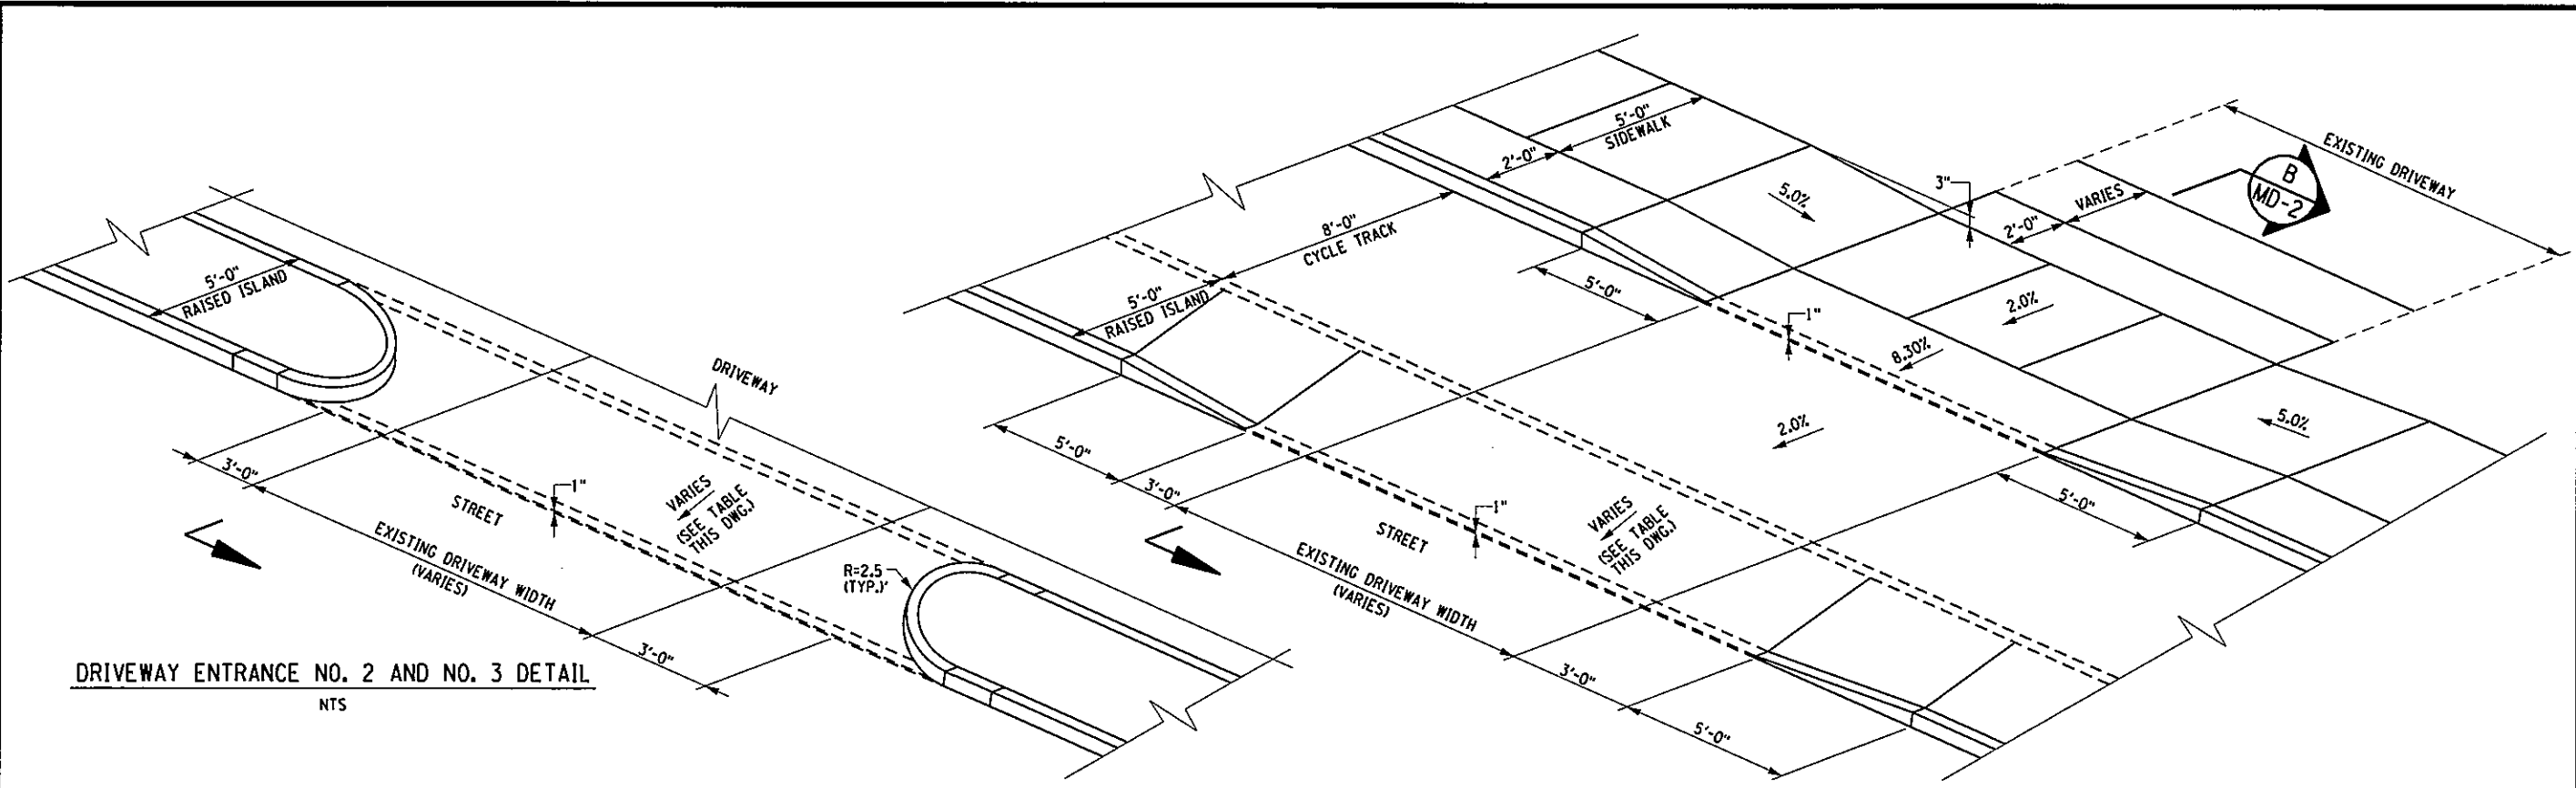 5'-0"
RAISED ISLAND
DRIVEWAY
3'-0"
STREET
1"
VARIES
(SEE TABLE
THIS DWG.)
EXISTING DRIVEWAY WIDTH
(VARIES)
R=2.5'
(TYP.)
3'-0"
DRIVEWAY ENTRANCE NO. 2 AND NO. 3 DETAIL
NTS
5'-0"
SIDEWALK
2'-0"
8'-0"
CYCLE TRACK
5'-0"
RAISED ISLAND
5.0%
3"
2'-0"
VARIES
B
MD-2
EXISTING DRIVEWAY
5'-0"
1"
2.0%
8.30%
2.0%
5.0%
5'-0"
5'-0"
3'-0"
STREET
1"
VARIES
(SEE TABLE
THIS DWG.)
EXISTING DRIVEWAY WIDTH
(VARIES)
3'-0"
5'-0"